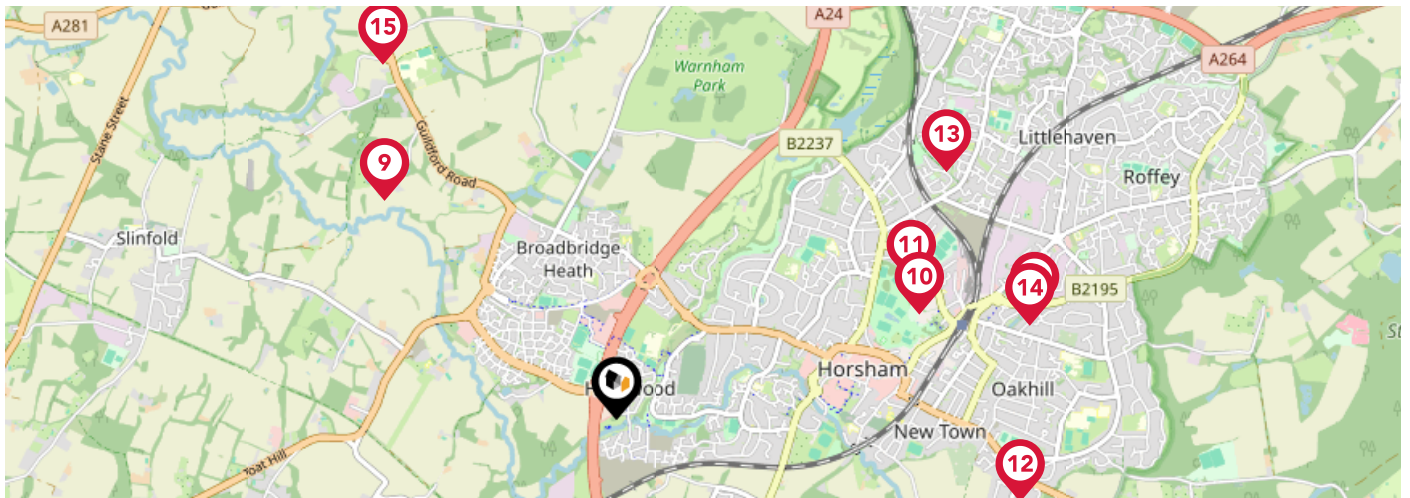 A281
15
A24
A264
Warnham
Park
Stane Street
B2237
13
Littlehaven
9
Guildford Road
Roffey
Slinfold
Broadbridge
Heath
11
10
14
B2195
Horsham
Oakhill
New Town
Toat Hill
12